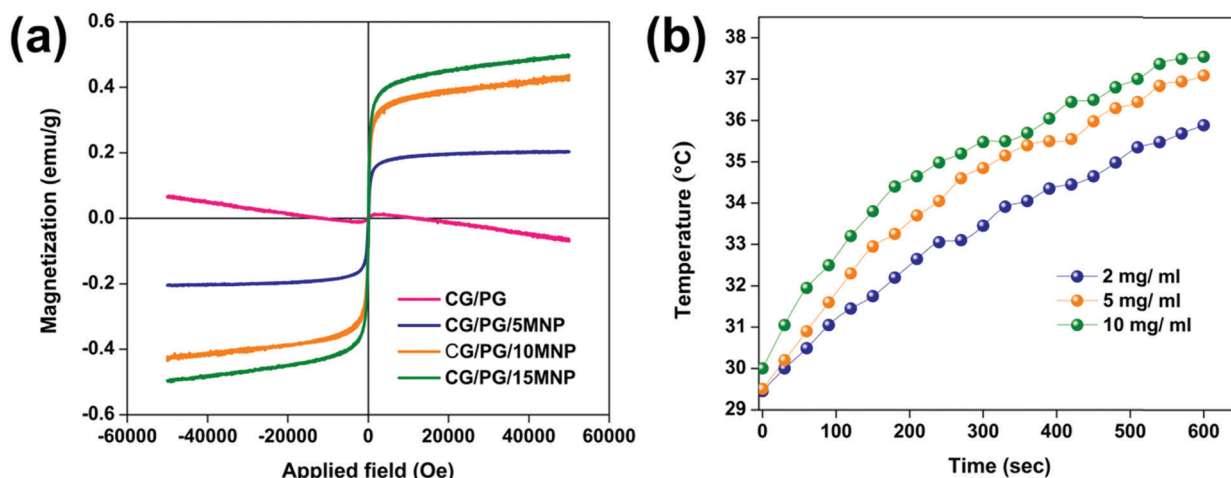 (a)
Magnetization (emu/g)
0.6
0.4
0.2
0.0
-0.2
-0.4
-0.6
-60000 -40000 -20000 0 20000 40000 60000
Applied field (Oe)
CG/PG
CG/PG/5MNP
CG/PG/10MNP
CG/PG/15MNP
(b)
Temperature (°C)
38
37
36
35
34
33
32
31
30
29
0 100 200 300 400 500 600
Time (sec)
2 mg/ ml
5 mg/ ml
10 mg/ ml